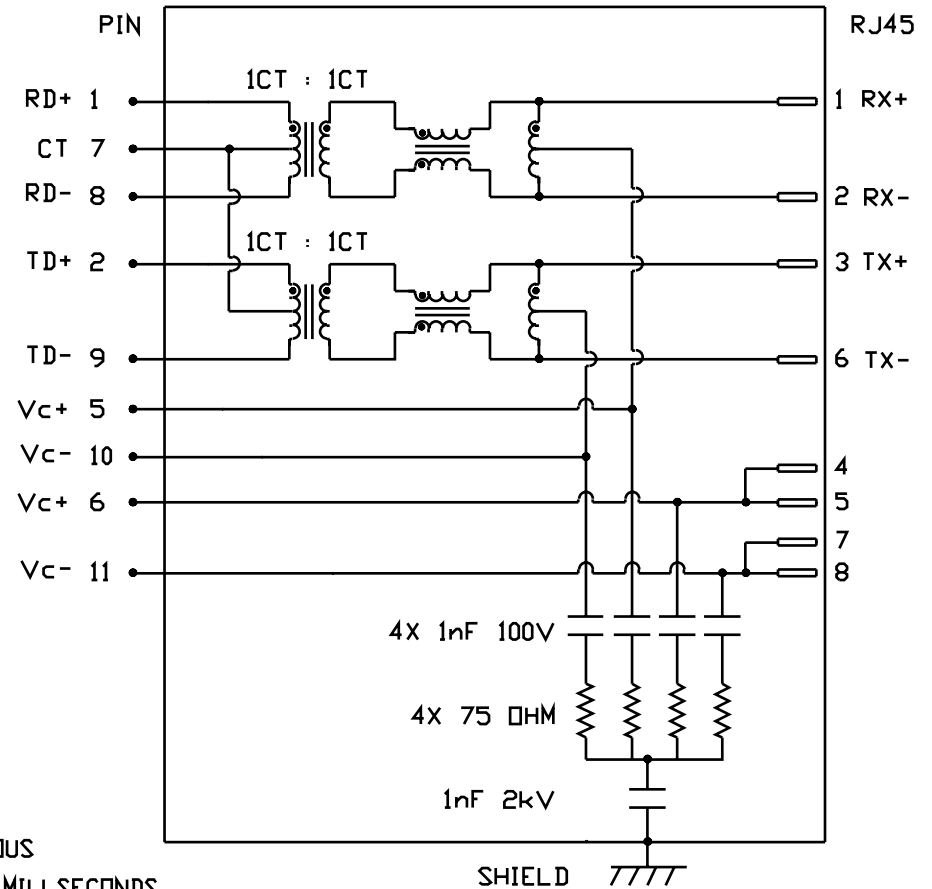 PIN
RJ45
1CT : 1CT
RD+ 1
1 RX+
CT 7
RD- 8
2 RX-
1CT : 1CT
TD+ 2
3 TX+
TD- 9
6 TX-
Vc+ 5
Vc- 10
4
Vc+ 6
5
7
Vc- 11
8
4X 1nF 100V
4X 75 OHM
1nF 2kV
SHIELD